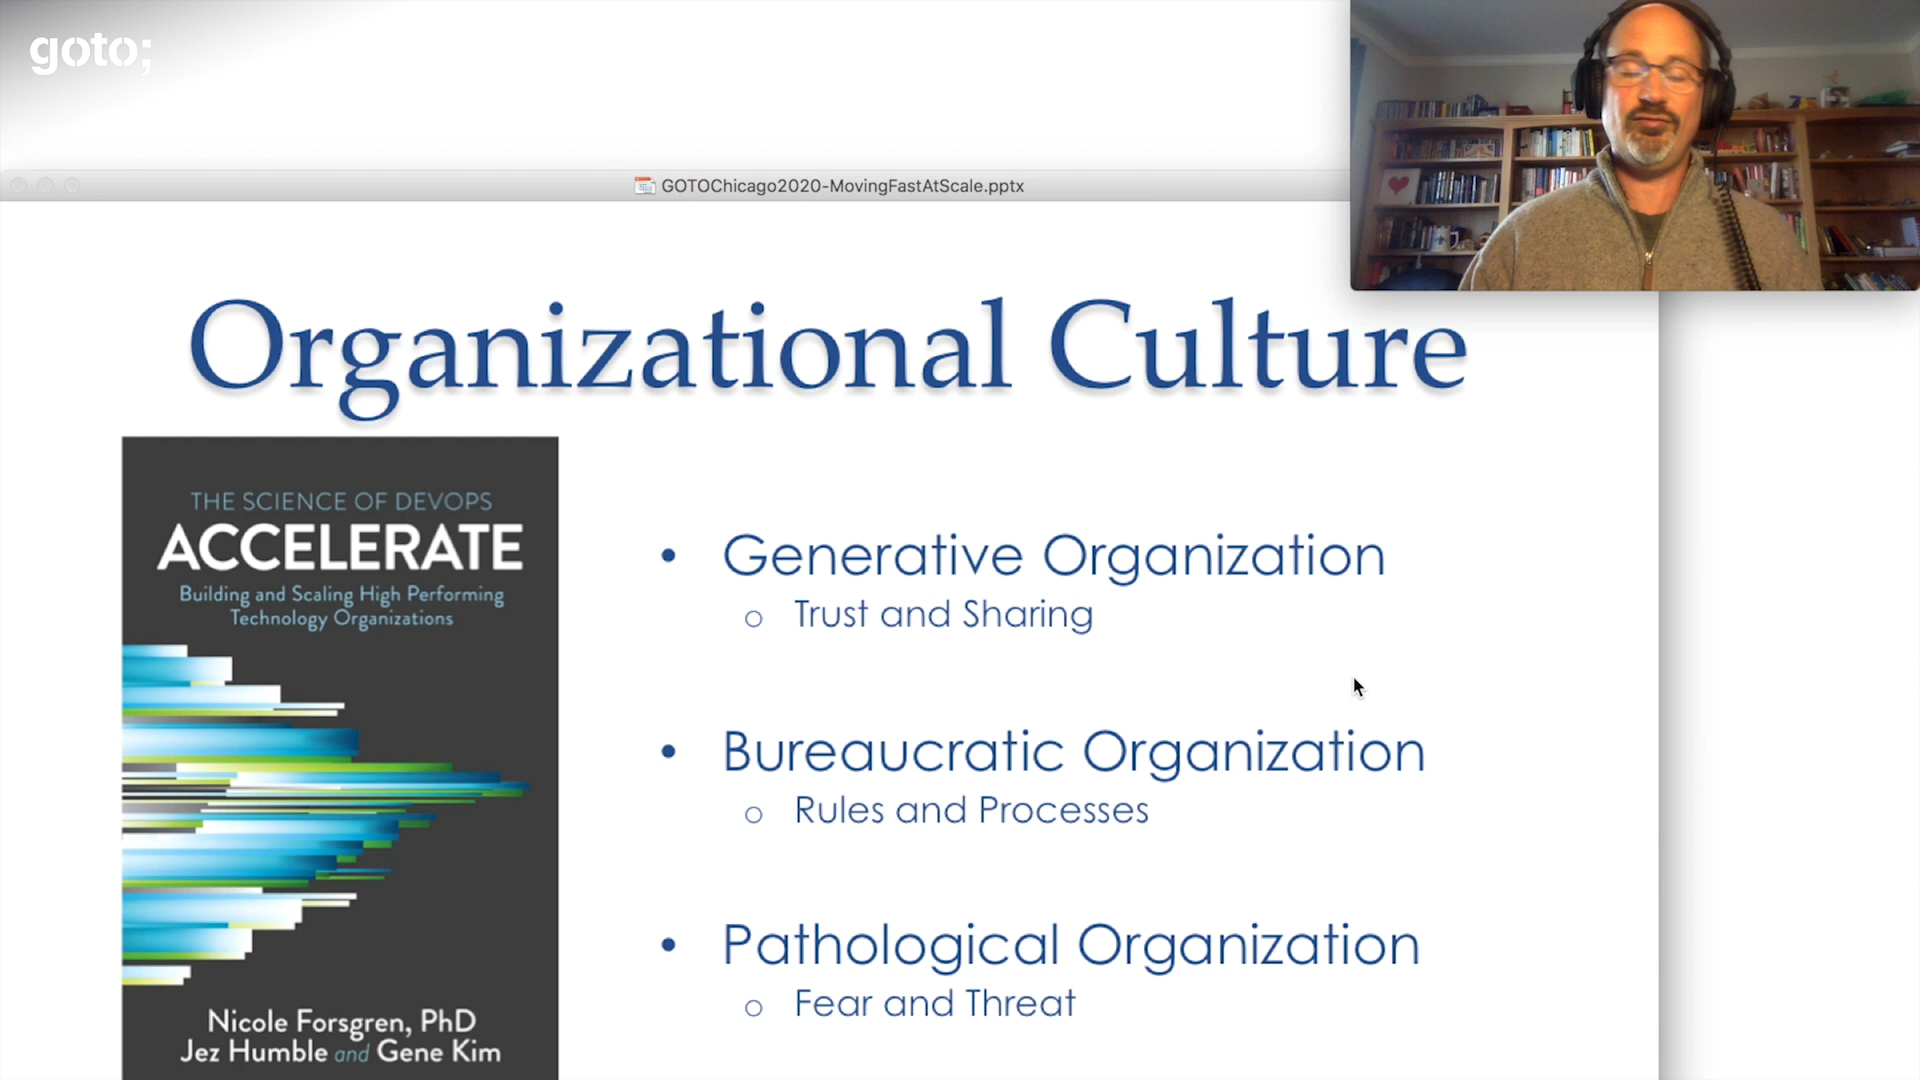 goto;
GOTOChicago2020-MovingFastAtScale.pptx
Organizational Culture
THE SCIENCE OF DEVOPS
ACCELERATE
Building and Scaling High Performing
Technology Organizations
Nicole Forsgren, PhD
Jez Humble and Gene Kim
• Generative Organization
o Trust and Sharing
• Bureaucratic Organization
o Rules and Processes
• Pathological Organization
o Fear and Threat